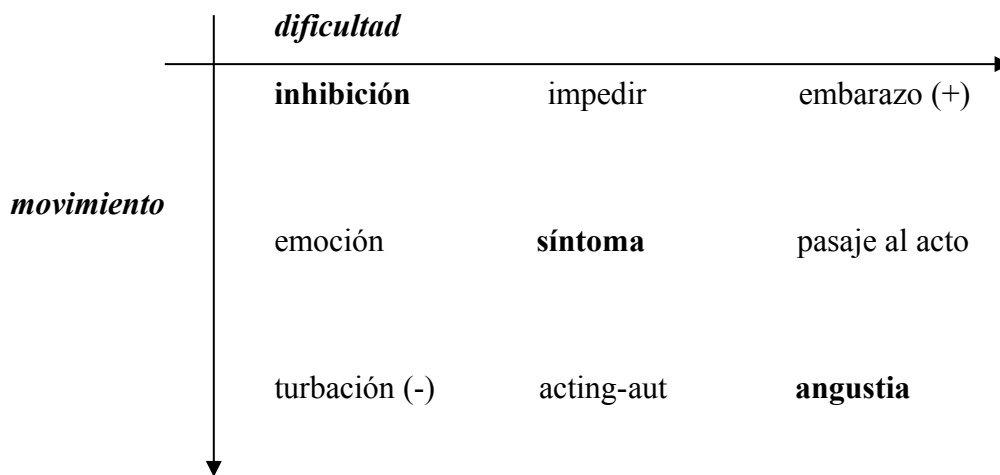 dificultad
inhibición impedir embarazo (+)
movimiento
emoción síntoma pasaje al acto
turbación (-) acting-aut angustia